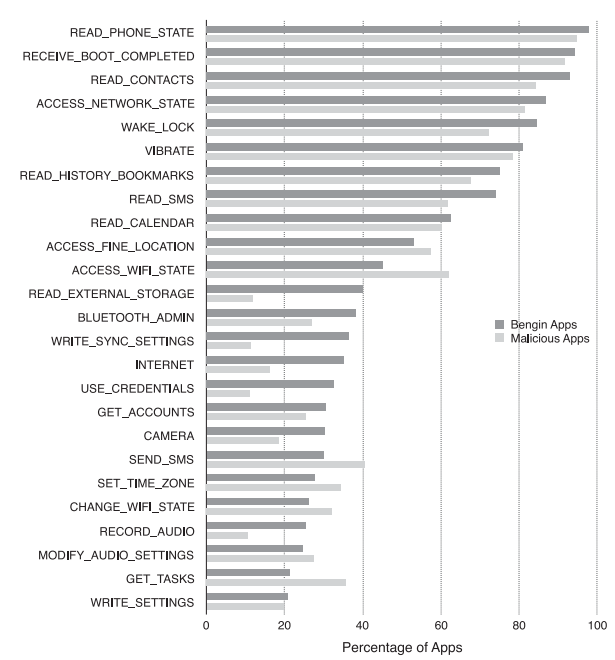 READ_PHONE_STATE
RECEIVE_BOOT_COMPLETED
READ_CONTACTS
ACCESS_NETWORK_STATE
WAKE_LOCK
VIBRATE
READ_HISTORY_BOOKMARKS
READ_SMS
READ_CALENDAR
ACCESS_FINE_LOCATION
ACCESS_WIFI_STATE
READ_EXTERNAL_STORAGE
BLUETOOTH_ADMIN
WRITE_SYNC_SETTINGS
INTERNET
USE_CREDENTIALS
GET_ACCOUNTS
CAMERA
SEND_SMS
SET_TIME_ZONE
CHANGE_WIFI_STATE
RECORD_AUDIO
MODIFY_AUDIO_SETTINGS
GET_TASKS
WRITE_SETTINGS
Bengin Apps
Malicious Apps
0 20 40 60 80 100
Percentage of Apps